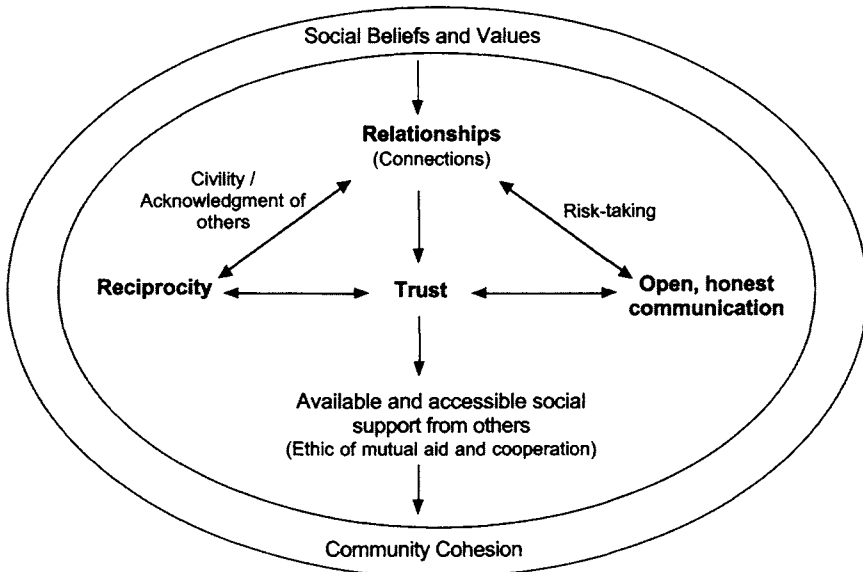 Social Beliefs and Values
Relationships
(Connections)
Civility /
Acknowledgment of
others
Risk-taking
Reciprocity
Trust
Open, honest
communication
Available and accessible social
support from others
(Ethic of mutual aid and cooperation)
Community Cohesion